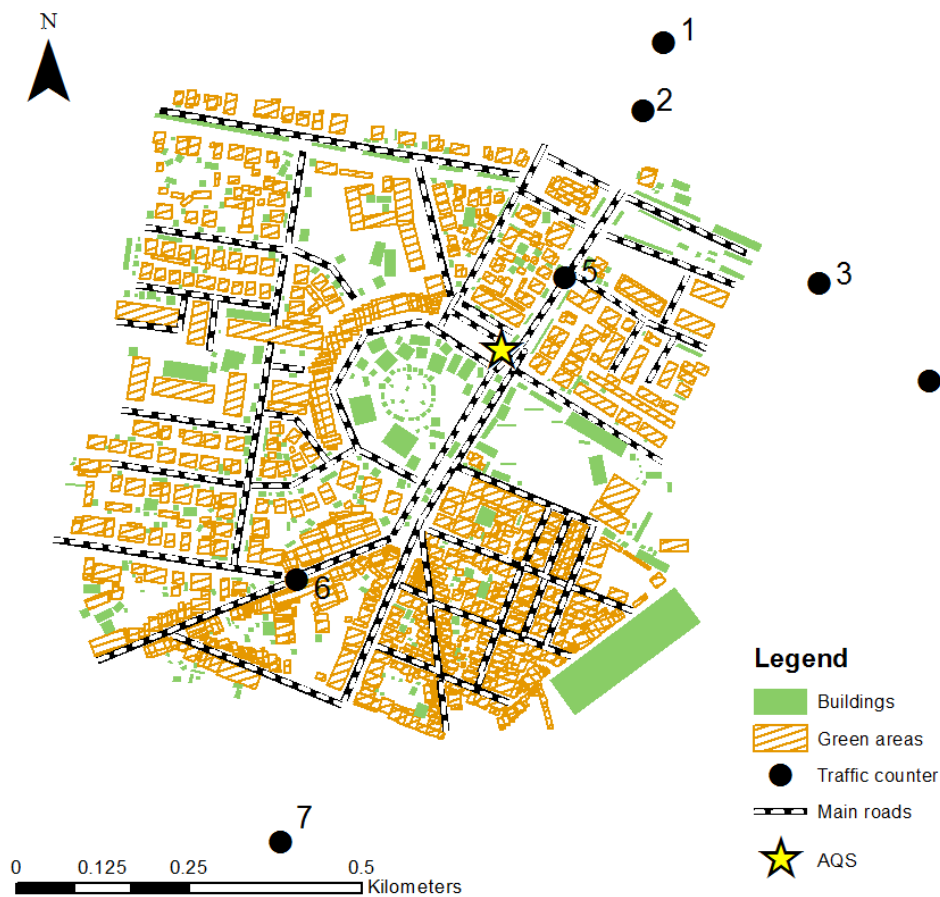 N
1
2
3
5
6
7
0 0.125 0.25 0.5
Kilometers
Legend
Buildings
Green areas
Traffic counter
Main roads
AQS